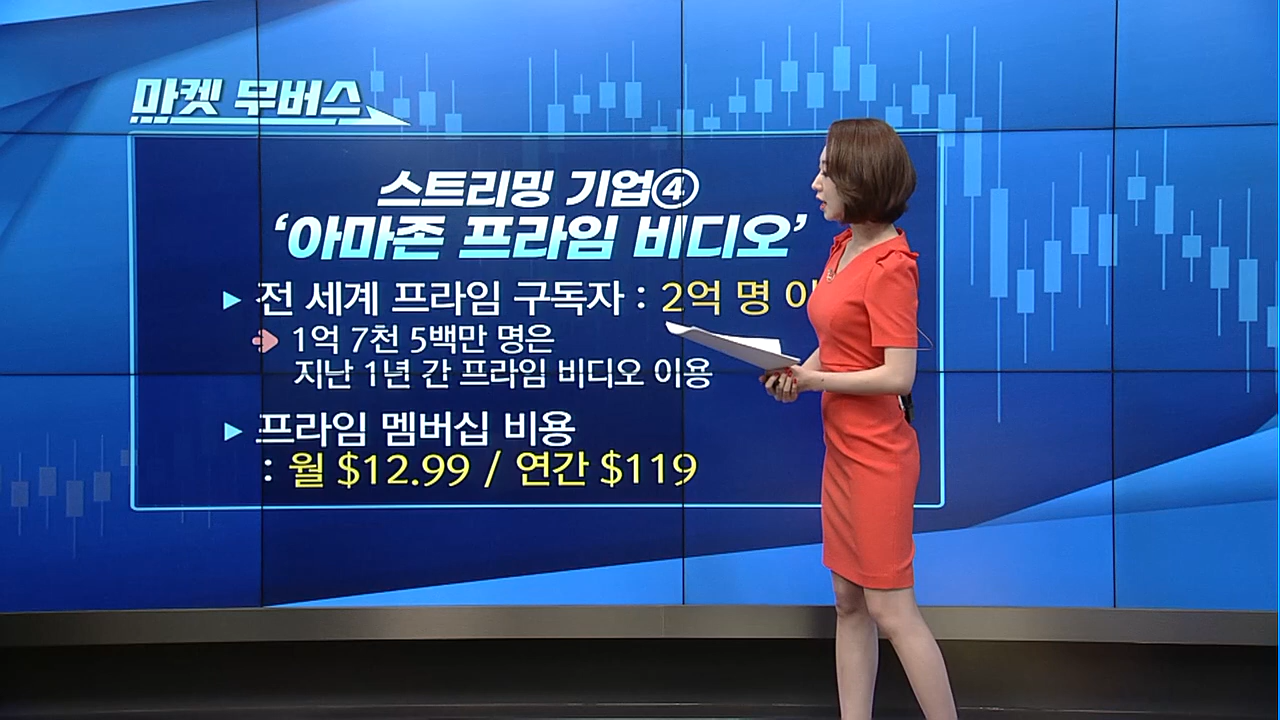 마켓 무버스
스트리밍 기업④
‘아마존 프라임 비디오’
▶ 전 세계 프라임 구독자 : 2억 명
1억 7천 5백만 명은
지난 1년 간 프라임 비디오 이용
▶ 프라임 멤버십 비용
: 월 $12.99 / 연간 $119